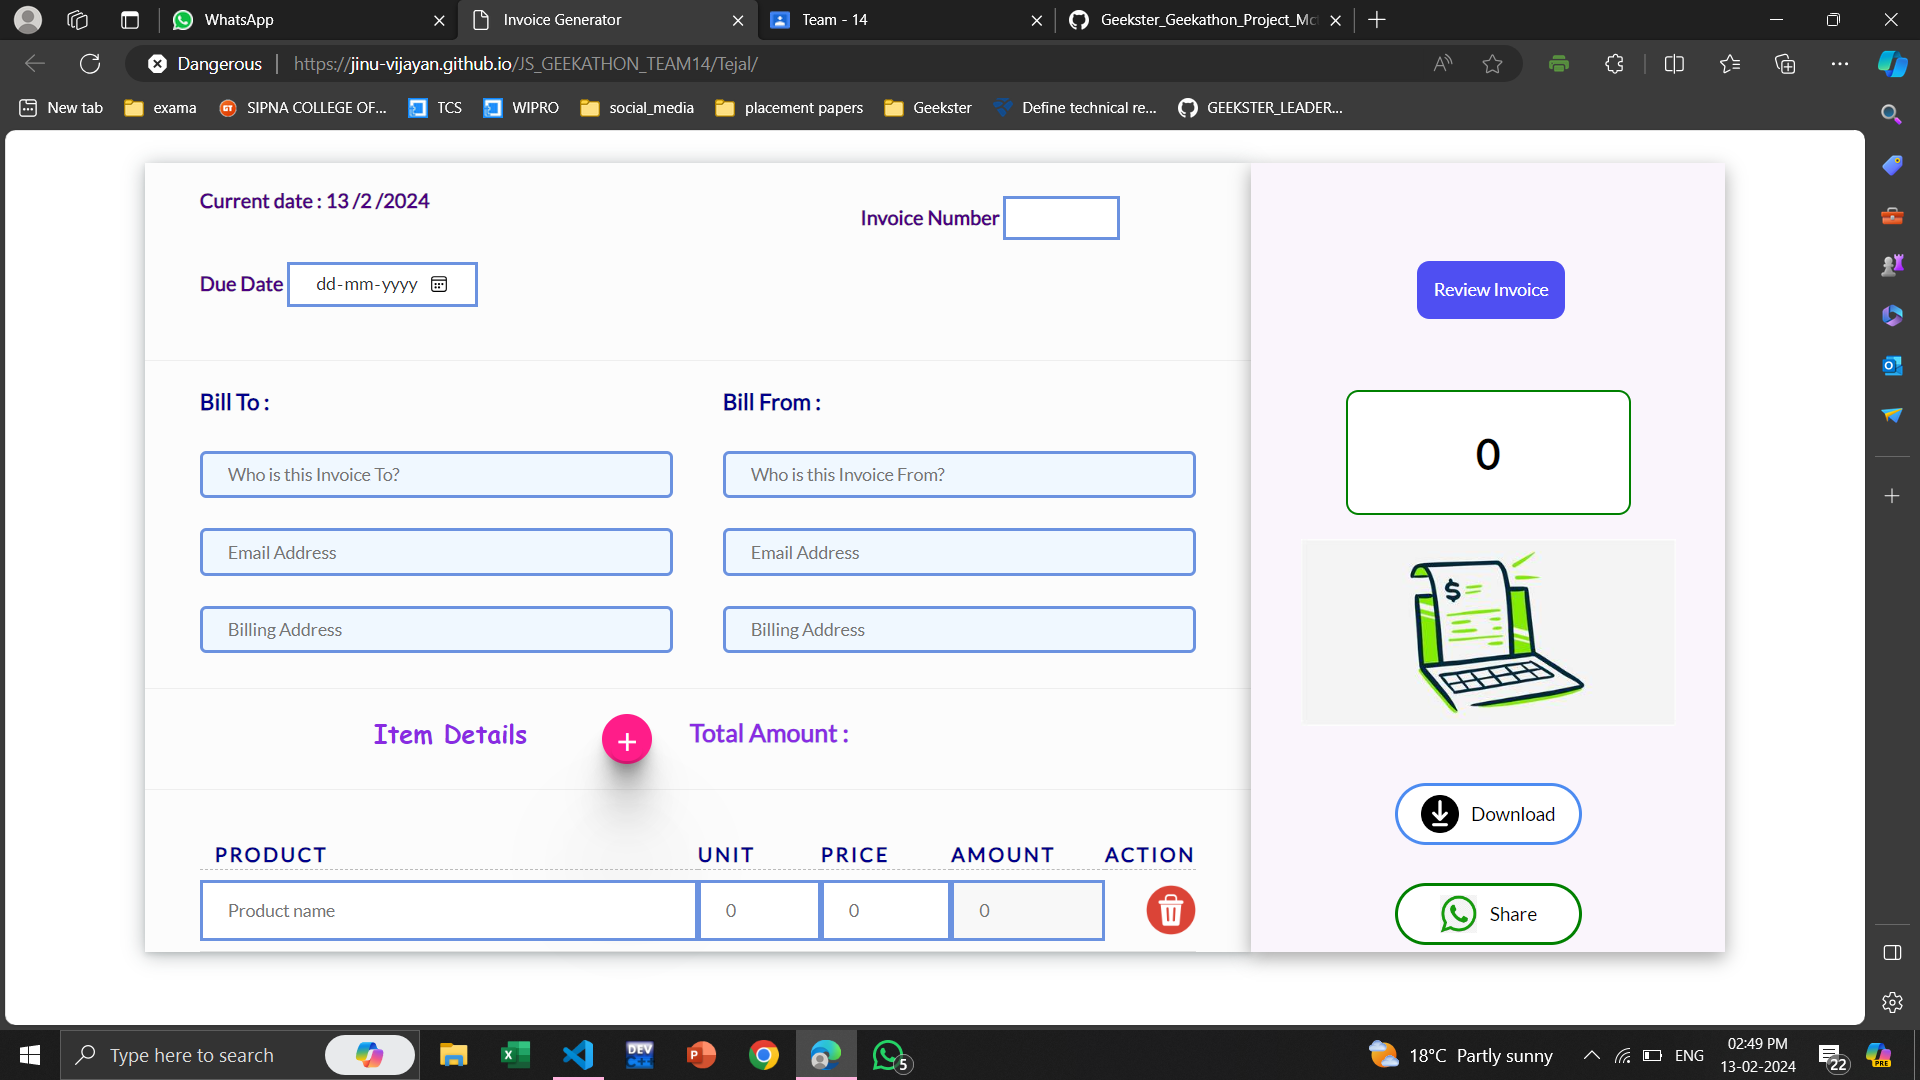 WhatsApp
Invoice Generator
Team - 14
Geekster_Geekathon_Project_Mc
Dangerous
https://jinu-vijayan.github.io/JS_GEEKATHON_TEAM14/Tejal/
New tab
exama
SIPNA COLLEGE OF...
TCS
WIPRO
social_media
placement papers
Geekster
Define technical re...
GEEKSTER_LEADER...
Current date : 13 /2 /2024
Invoice Number
Due Date
dd-mm-yyyy
Review Invoice
Bill To :
Bill From :
0
Who is this Invoice To?
Who is this Invoice From?
Email Address
Email Address
Billing Address
Billing Address
$
Item Details
+
Total Amount :
Download
PRODUCT UNIT PRICE AMOUNT ACTION
Product name 0 0 0
Share
Type here to search
DEV
C++
5
18°C Partly sunny
ENG
02:49 PM
13-02-2024
22
PRE